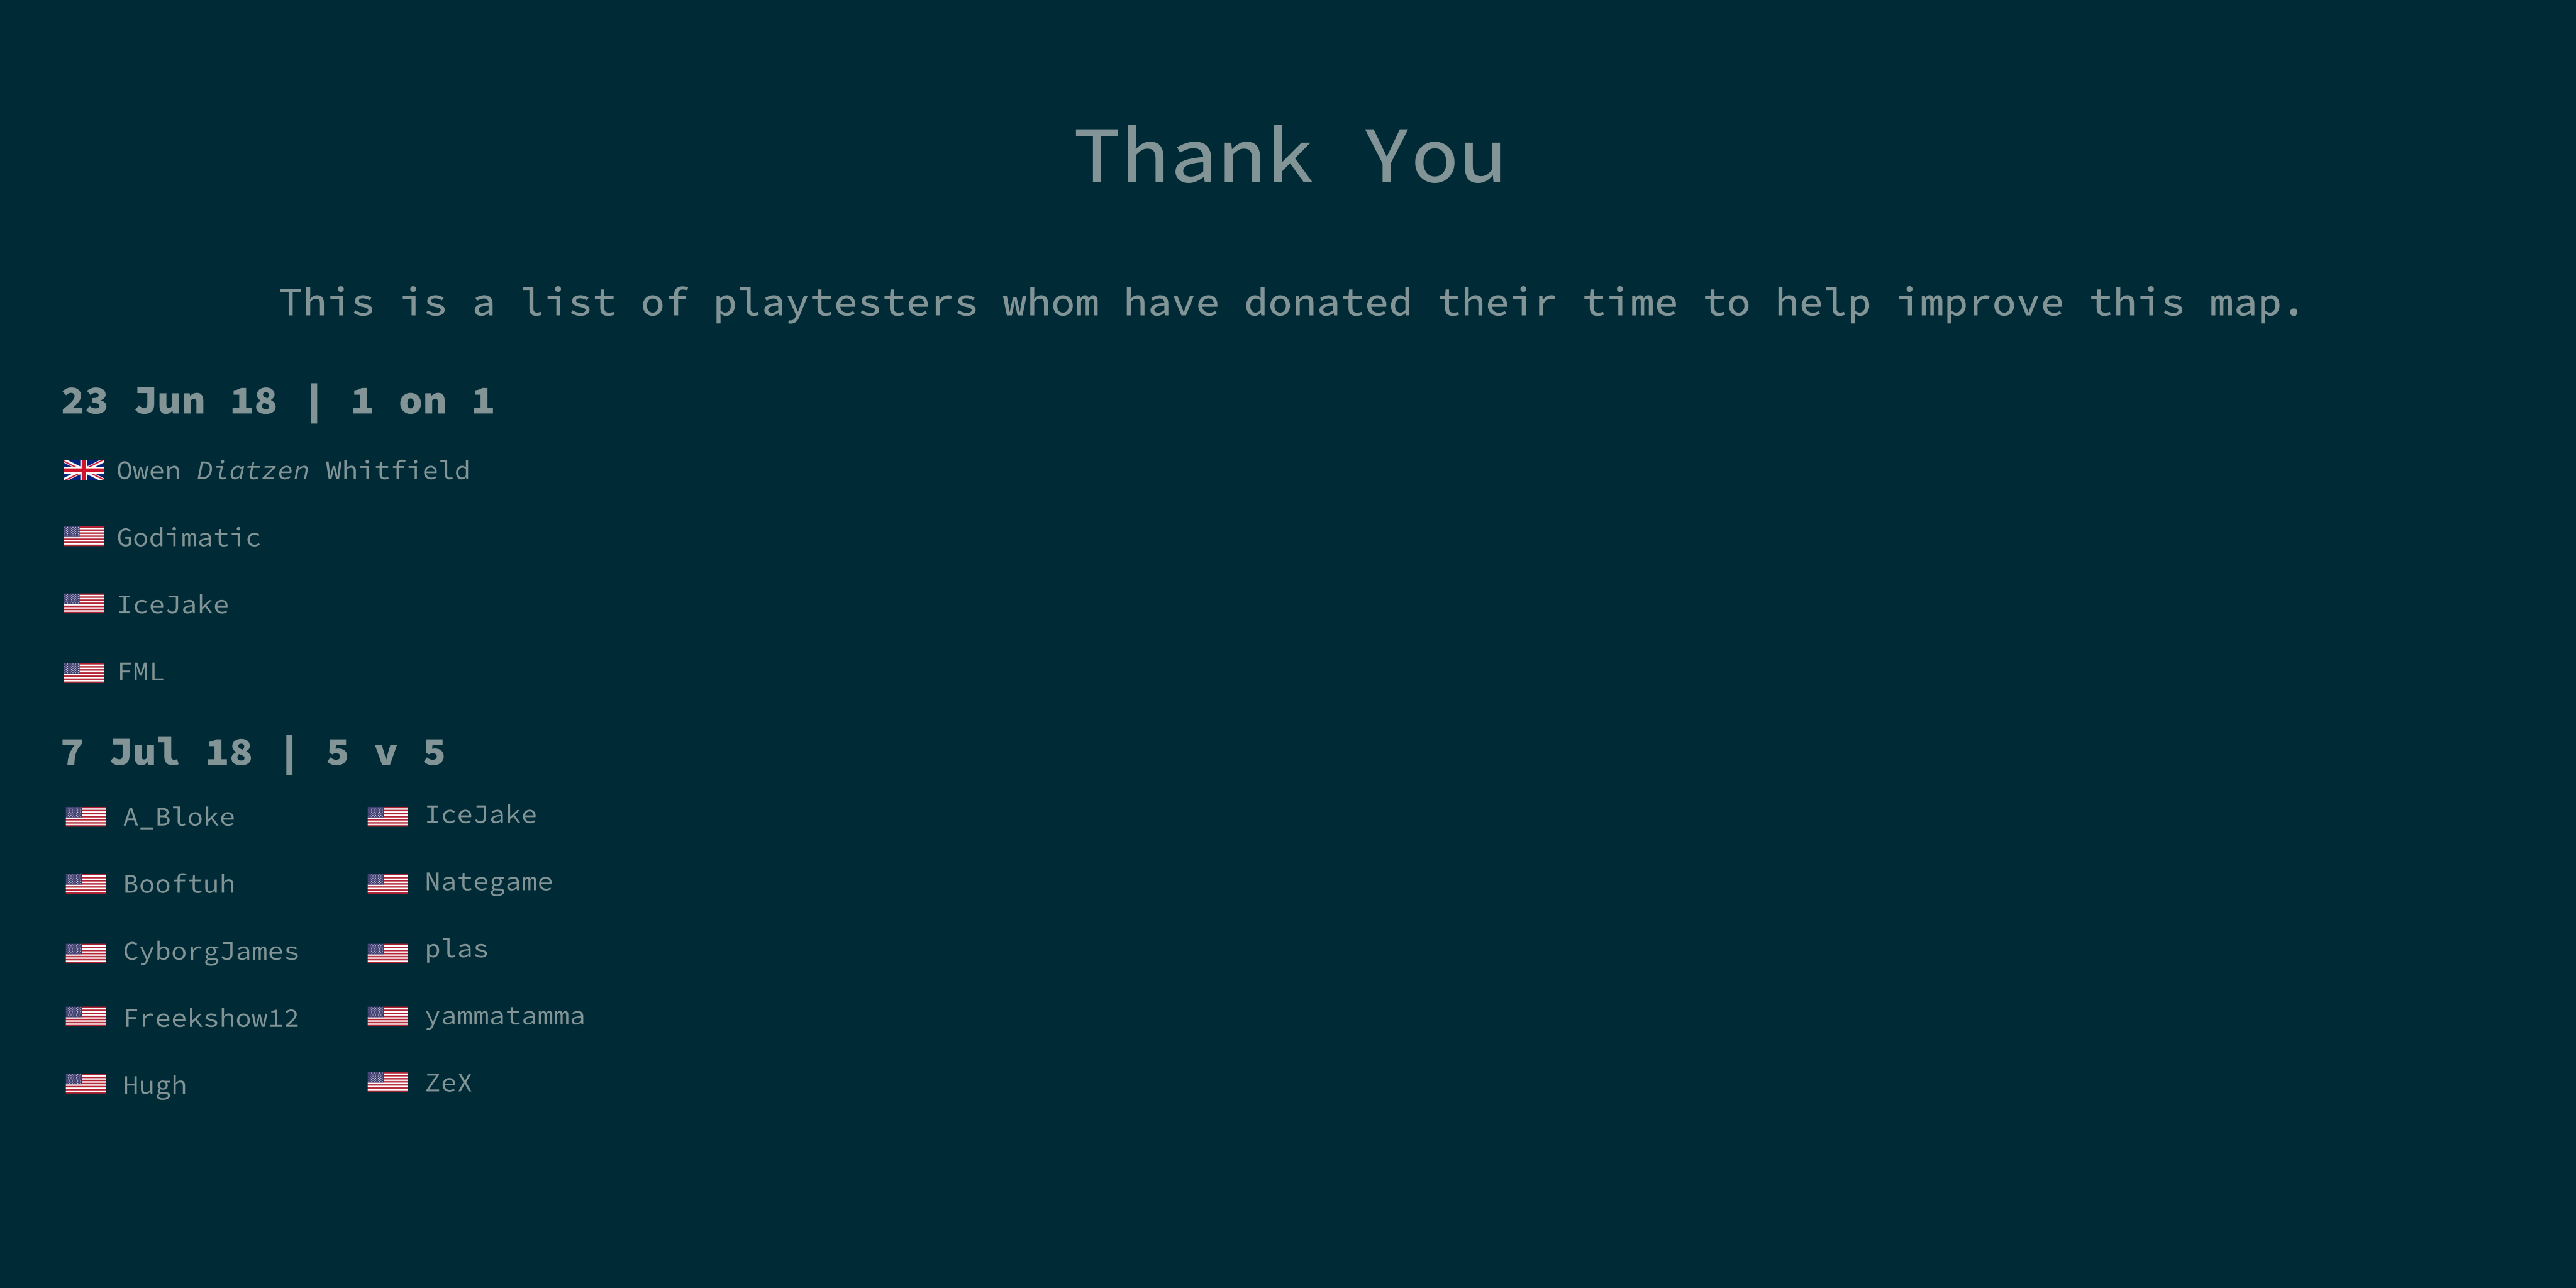 Thank You
This is a list of playtesters whom have donated their time to help improve this map.
23 Jun 18 | 1 on 1
Owen Diatzen Whitfield
Godimatic
IceJake
FML
7 Jul 18 | 5 v 5
A_Bloke
Booftuh
CyborgJames
Freekshow12
Hugh
IceJake
Nategame
plas
yammatamma
ZeX